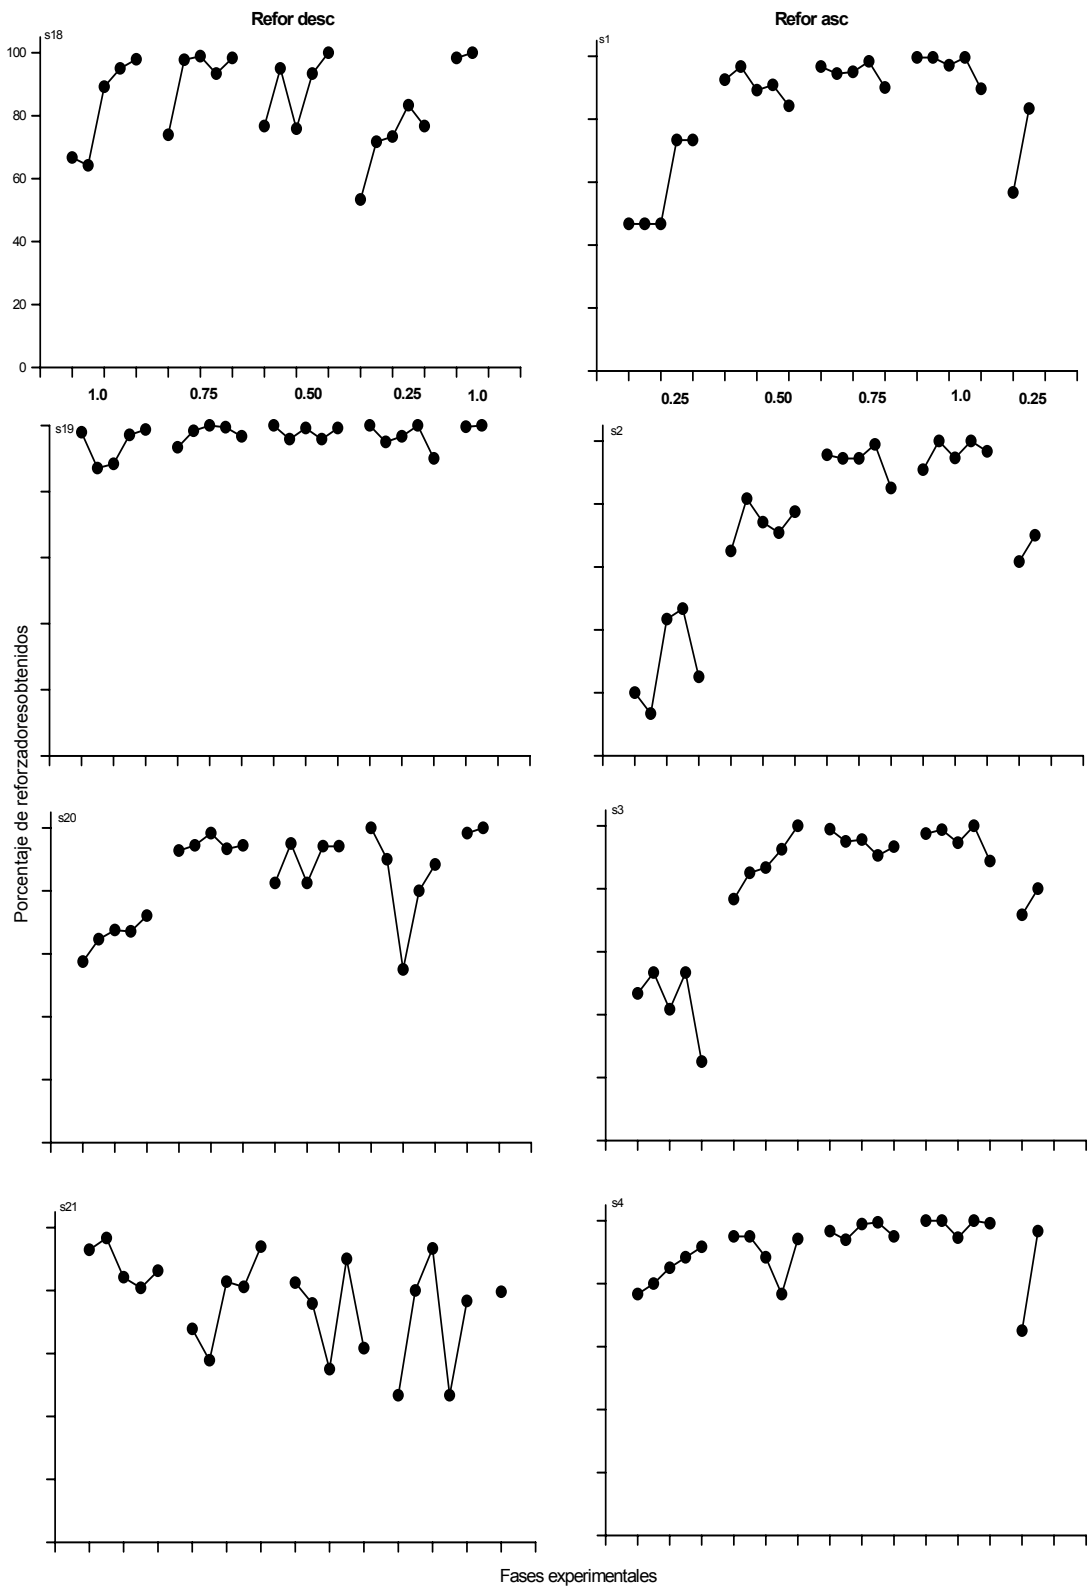 Refor desc
Refor asc
s18
s1
100
80
60
40
20
0
1.0 0.75 0.50 0.25 1.0
0.25 0.50 0.75 1.0 0.25
s19
s2
Porcentaje de reforzadoresobtenidos
s20
s3
s21
s4
Fases experimentales